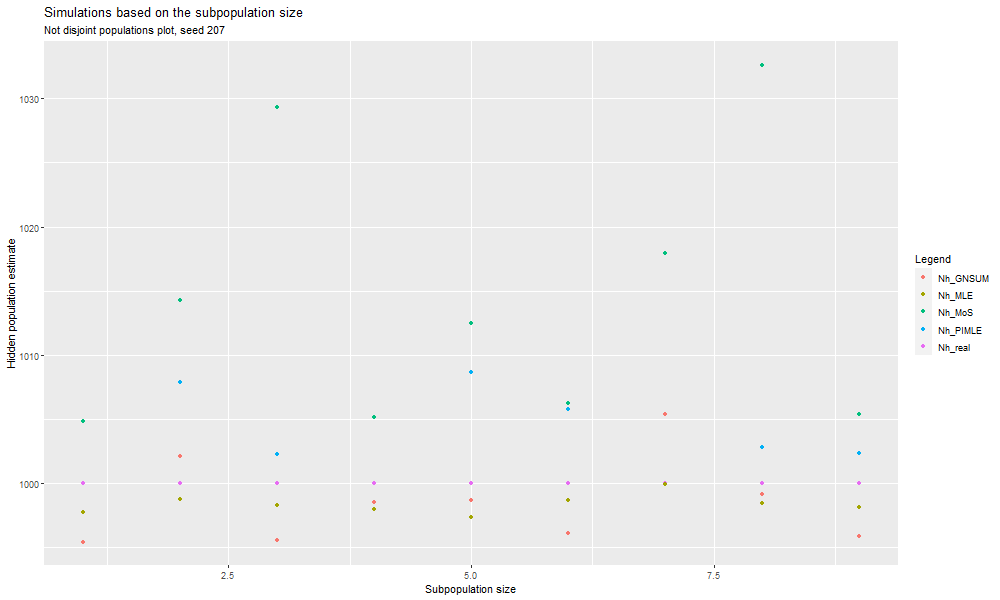 Simulations based on the subpopulation size
Not disjoint populations plot, seed 207
Hidden population estimate
1030
1020
1010
1000
2.5
5.0
7.5
Subpopulation size
Legend
Nh_GNSUM
Nh_MLE
Nh_MoS
Nh_PIMLE
Nh_real